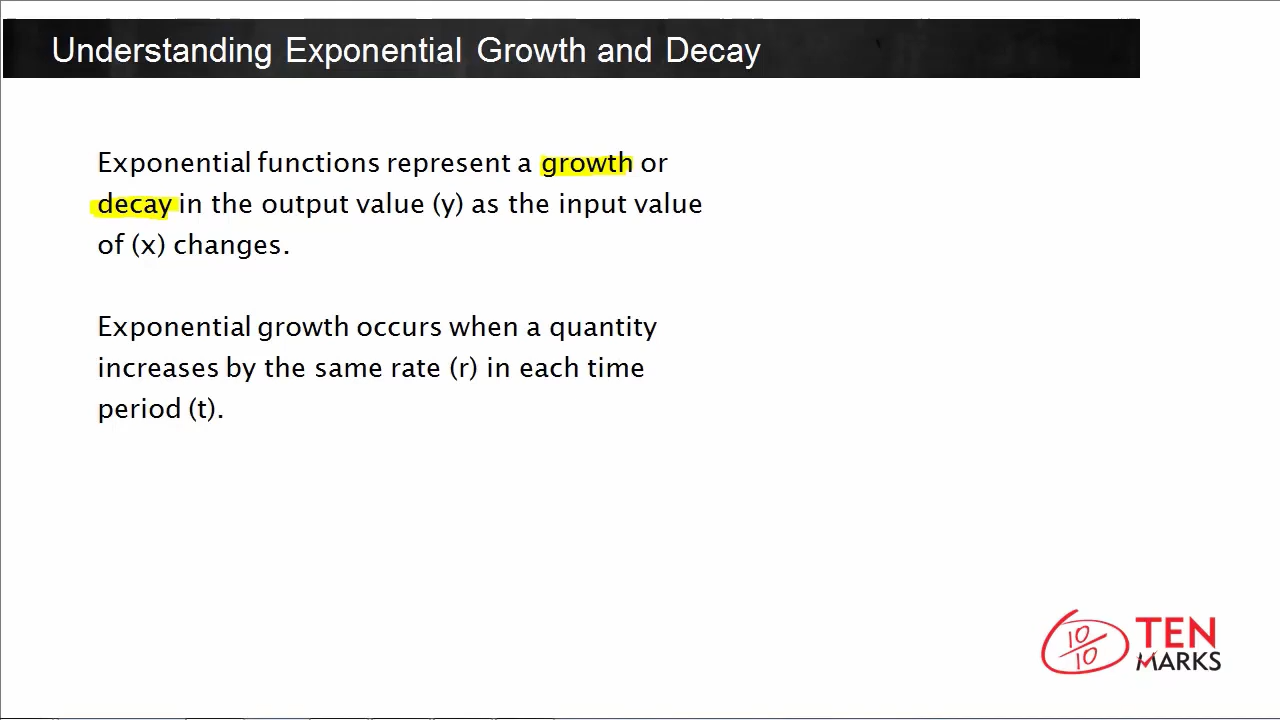 Understanding Exponential Growth and Decay
Exponential functions represent a growth or
decay in the output value (y) as the input value
of (x) changes.
Exponential growth occurs when a quantity
increases by the same rate (r) in each time
period (t).
10/10
TEN
MARKS